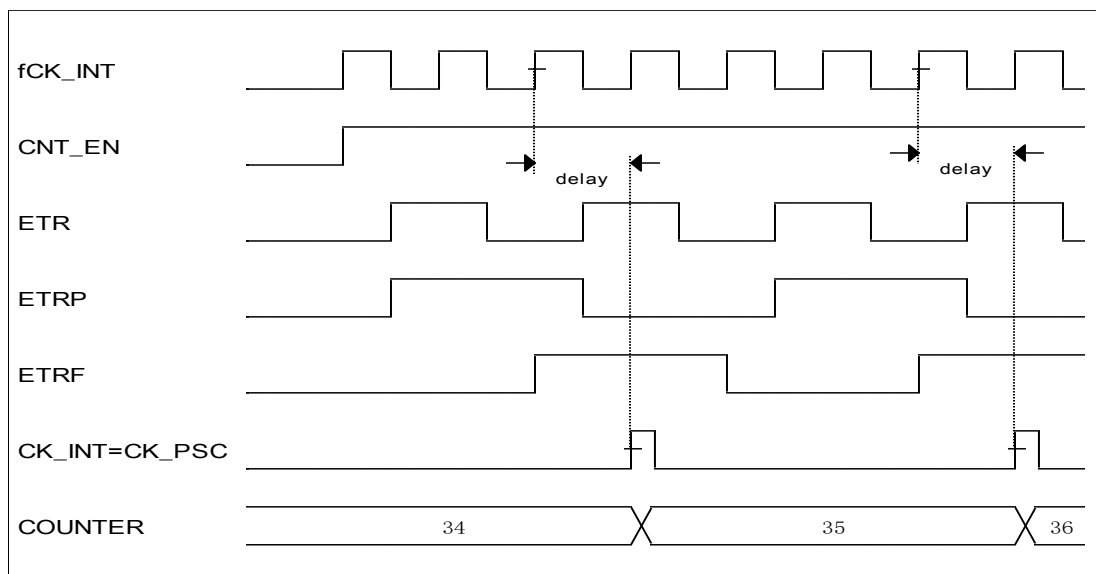 fCK_INT
CNT_EN
delay
delay
ETR
ETRP
ETRF
CK_INT=CK_PSC
COUNTER
34
35
36